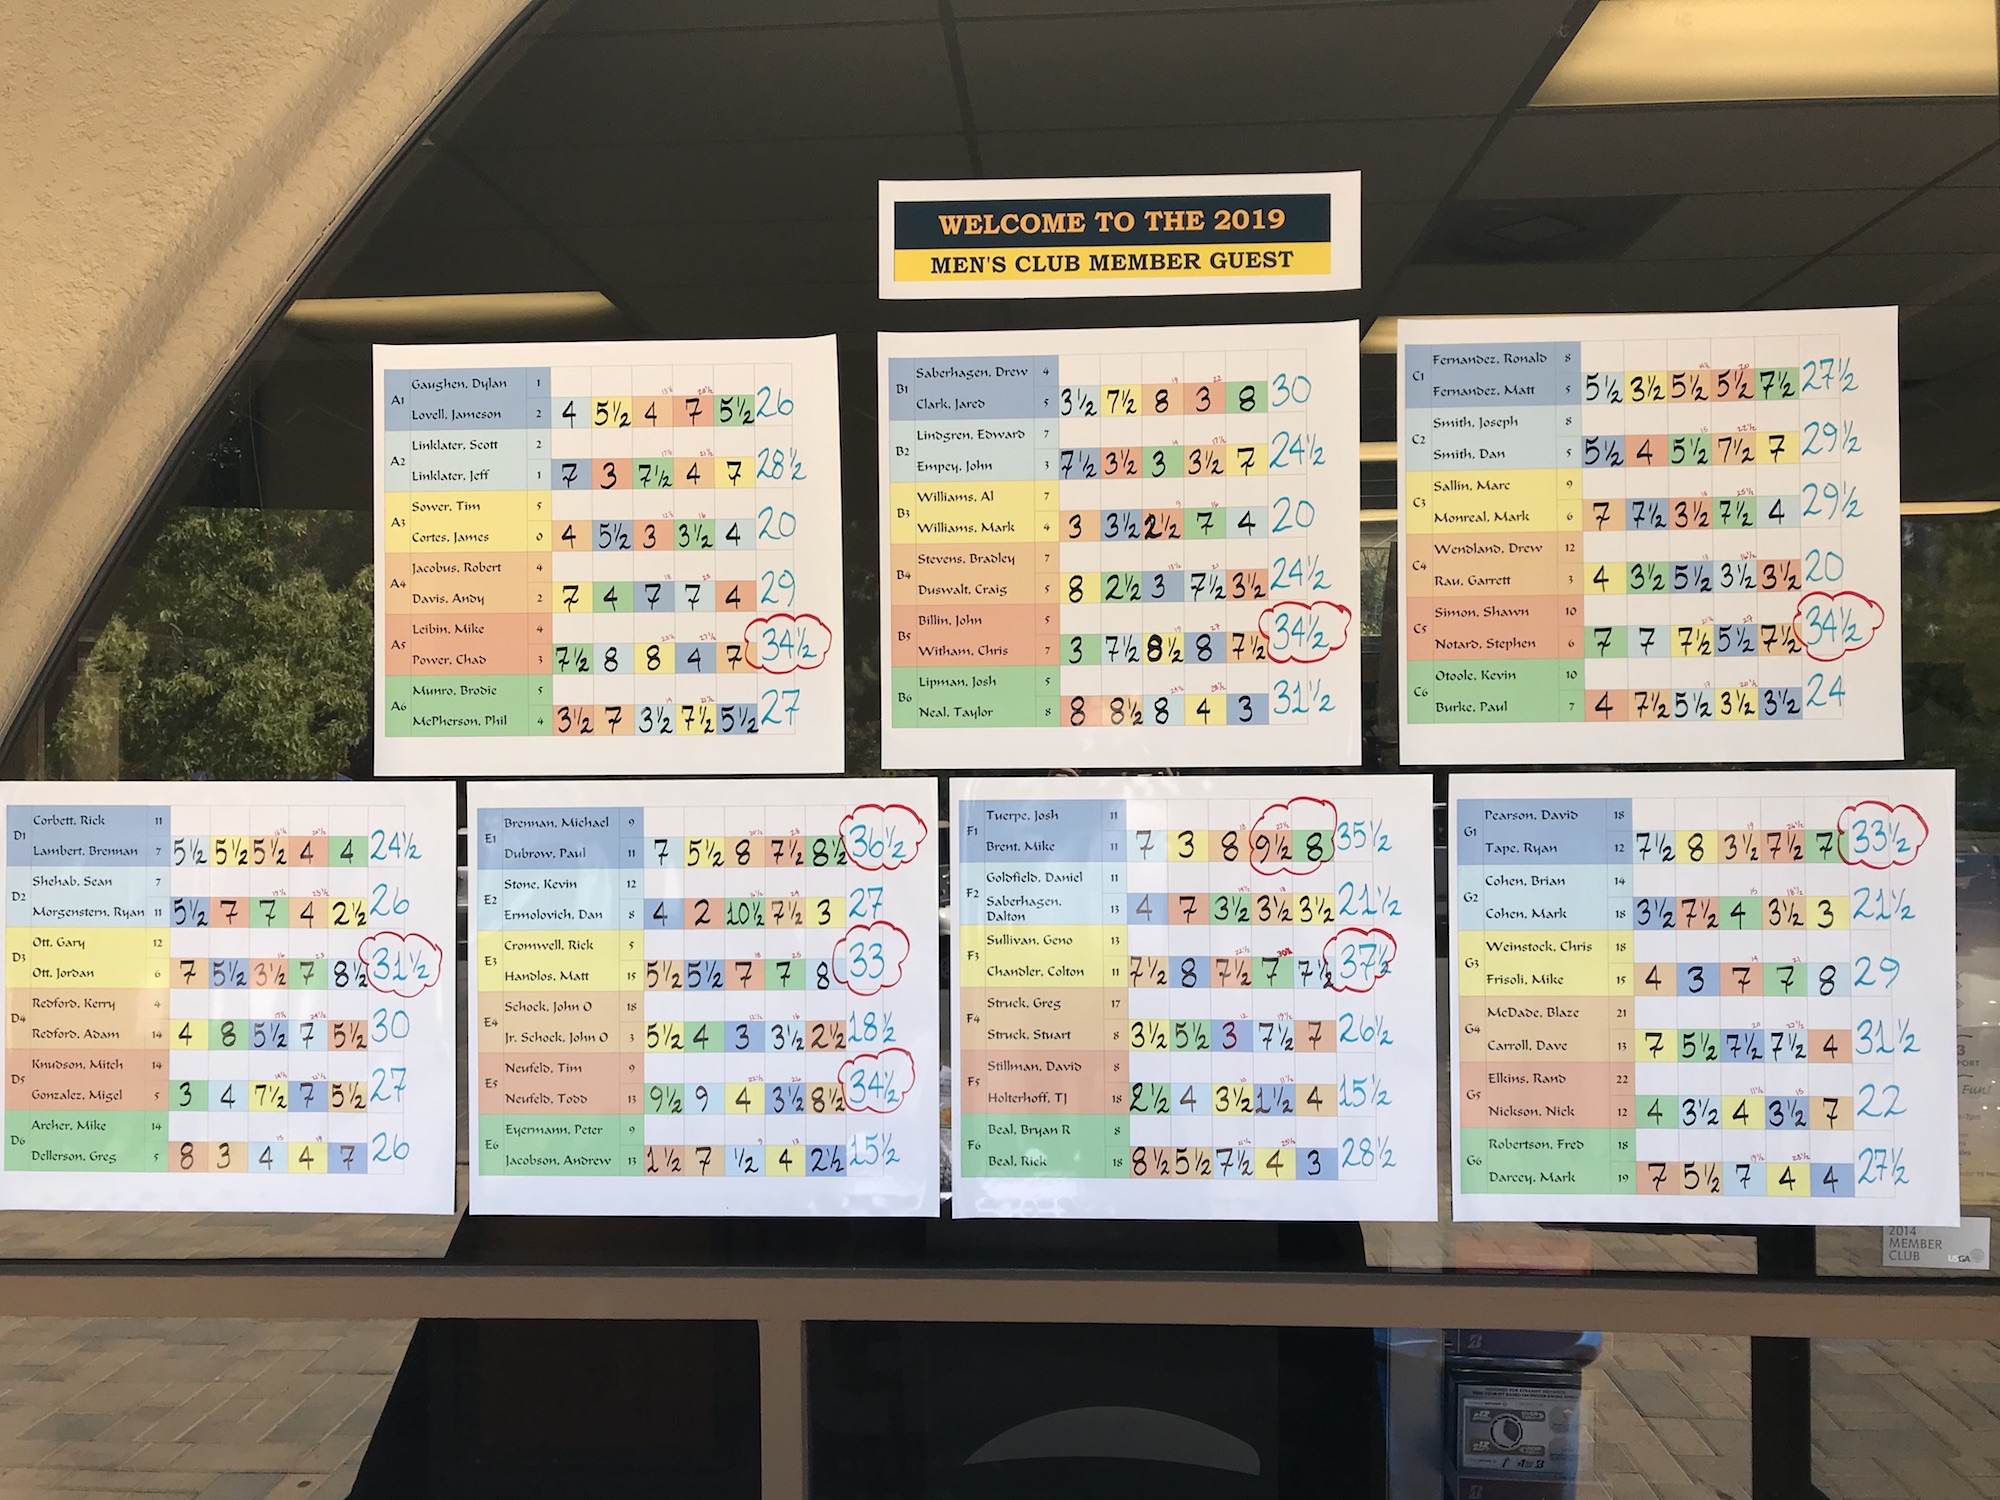 WELCOME TO THE 2019
MEN'S CLUB MEMBER GUEST
A1 Gaughen, Dylan 1
Lovell, Jameson 2 4 5½ 4 7 5½ 26
A2 Linklater, Scott 2
Linklater, Jeff 1 7 3 7½ 4 7 28½
A3 Sower, Tim 5
Cortes, James 0 4 5½ 3 3½ 4 20
A4 Jacobus, Robert 4
Davis, Andy 2 7 4 7 7 4 29
A5 Leibin, Mike 4
Power, Chad 3 7½ 8 8 4 7 34½
A6 Munro, Brodie 5
McPherson, Phil 4 3½ 7 3½ 7½ 5½ 27
B1 Saberhagen, Drew 4
Clark, Jared 5 3½ 7½ 8 3 8 30
B2 Lindgren, Edward 7
Empey, John 3 7½ 3½ 3 3½ 7 24½
B3 Williams, Al 7
Williams, Mark 4 3 3½ 2½ 7 4 20
B4 Stevens, Bradley 7
Duswalt, Craig 5 8 2½ 3 7½ 3½ 24½
B5 Billin, John 5
Witham, Chris 7 3 7½ 8½ 8 7½ 34½
B6 Lipman, Josh 5
Neal, Taylor 8 8 8½ 8 4 3 31½
C1 Fernandez, Ronald 8
Fernandez, Matt 5 5½ 3½ 5½ 5½ 7½ 27½
C2 Smith, Joseph 8
Smith, Dan 5 5½ 4 5½ 7½ 7 29½
C3 Sallin, Marc 9
Monreal, Mark 6 7 7½ 3½ 7½ 4 29½
C4 Wendland, Drew 12
Rau, Garrett 3 4 3½ 5½ 3½ 3½ 20
C5 Simon, Shawn 10
Notard, Stephen 6 7 7 7½ 5½ 7½ 34½
C6 Otoole, Kevin 10
Burke, Paul 7 4 7½ 5½ 3½ 3½ 24
D1 Corbett, Rick 11
Lambert, Brennan 7 5½ 5½ 5½ 4 4 24½
D2 Shehab, Sean 7
Morgenstern, Ryan 11 5½ 7 7 4 2½ 26
D3 Ott, Gary 12
Ott, Jordan 6 7 5½ 3½ 7 8½ 31½
D4 Redford, Kerry 4
Redford, Adam 14 4 8 5½ 7 5½ 30
D5 Knudson, Mitch 14
Gonzalez, Migel 5 3 4 7½ 7 5½ 27
D6 Archer, Mike 14
Dellerson, Greg 5 8 3 4 4 7 26
E1 Brennan, Michael 9
Dubrow, Paul 11 7 5½ 8 7½ 8½ 36½
E2 Stone, Kevin 12
Ermolovich, Dan 8 4 2 10½ 7½ 3 27
E3 Cromwell, Rick 5
Handlos, Matt 15 5½ 5½ 7 7 8 33
E4 Schock, John O 18
Jr. Schock, John O 3 5½ 4 3 3½ 2½ 18½
E5 Neufeld, Tim 9
Neufeld, Todd 13 9½ 9 4 3½ 8½ 34½
E6 Eyermann, Peter 9
Jacobson, Andrew 13 1½ 7 ½ 4 2½ 15½
F1 Tuerpe, Josh 11
Brent, Mike 11 7 3 8 9½ 8 35½
F2 Goldfield, Daniel 11
Saberhagen, Dalton 13 4 7 3½ 3½ 3½ 21½
F3 Sullivan, Geno 13
Chandler, Colton 11 7½ 8 7½ 7 7½ 37½
F4 Struck, Greg 17
Struck, Stuart 8 3½ 5½ 3 7½ 7 26½
F5 Stillman, David 8
Holterhoff, TJ 18 2½ 4 3½ 1½ 4 15½
F6 Beal, Bryan R 8
Beal, Rick 18 8½ 5½ 7½ 4 3 28½
G1 Pearson, David 18
Tape, Ryan 12 7½ 8 3½ 7½ 7 33½
G2 Cohen, Brian 14
Cohen, Mark 18 3½ 7½ 4 3½ 3 21½
G3 Weinstock, Chris 18
Frisoli, Mike 15 4 3 7 7 8 29
G4 McDade, Blaze 21
Carroll, Dave 13 7 5½ 7½ 7½ 4 31½
G5 Elkins, Rand 22
Nickson, Nick 12 4 3½ 4 3½ 7 22
G6 Robertson, Fred 18
Darcey, Mark 19 7 5½ 7 4 4 27½
Fun!
2014
MEMBER
CLUB USGA